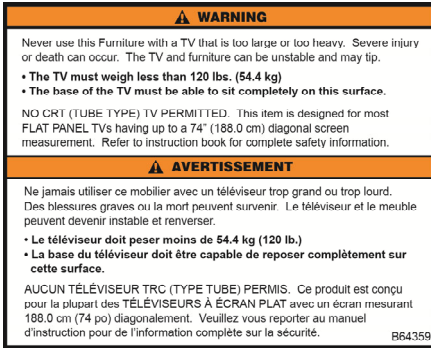 WARNING
Never use this Furniture with a TV that is too large or too heavy. Severe injury
or death can occur. The TV and furniture can be unstable and may tip.
• The TV must weigh less than 120 lbs. (54.4 kg)
• The base of the TV must be able to sit completely on this surface.
NO CRT (TUBE TYPE) TV PERMITTED. This item is designed for most
FLAT PANEL TVs having up to a 74" (188.0 cm) diagonal screen
measurement. Refer to instruction book for complete safety information.
AVERTISSEMENT
Ne jamais utiliser ce mobilier avec un téléviseur trop grand ou trop lourd.
Des blessures graves ou la mort peuvent survenir. Le téléviseur et le meuble
peuvent devenir instable et renverser.
• Le téléviseur doit peser moins de 54.4 kg (120 lb.)
• La base du téléviseur doit être capable de reposer complètement sur
cette surface.
AUCUN TÉLÉVISEUR TRC (TYPE TUBE) PERMIS. Ce produit est conçu
pour la plupart des TÉLÉVISEURS À ÉCRAN PLAT avec un écran mesurant
188.0 cm (74 po) diagonalement. Veuillez vous reporter au manuel
d'instruction pour de l'information complète sur la sécurité.
B64359